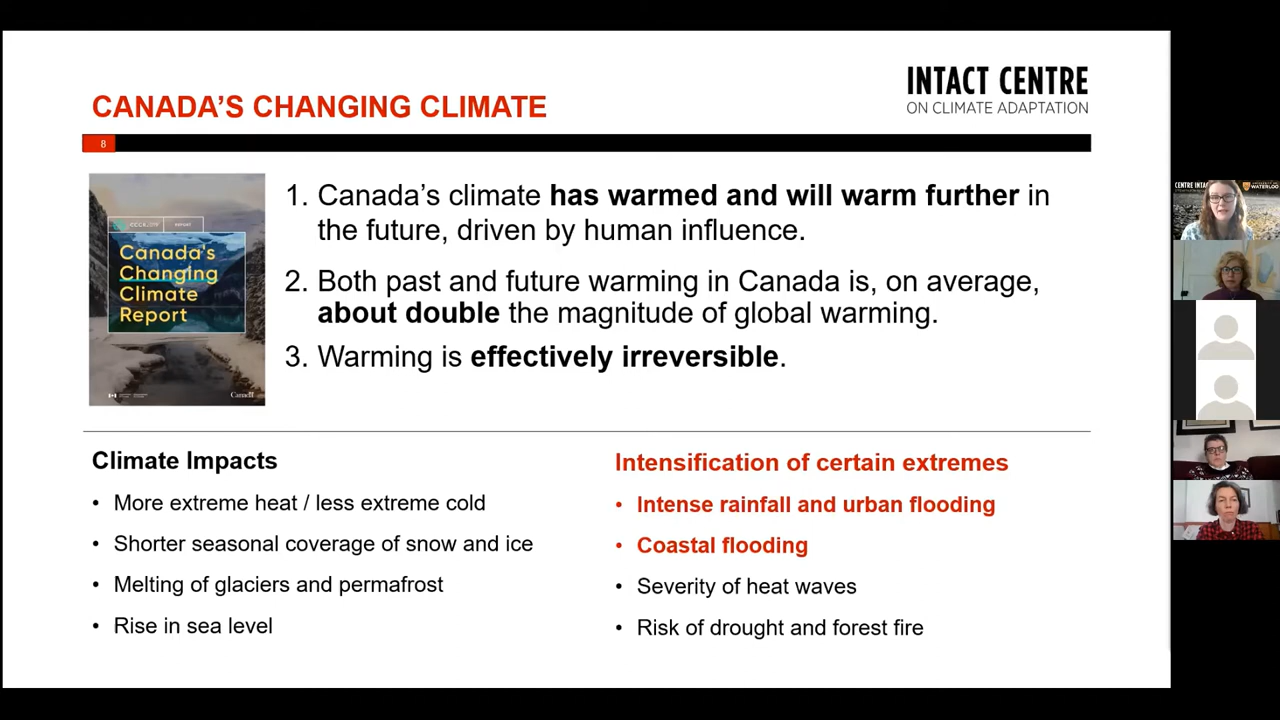 INTACT CENTRE
ON CLIMATE ADAPTATION
CANADA'S CHANGING CLIMATE
8
REPORT
Canada's
Changing
Climate
Report
Canada
1. Canada's climate has warmed and will warm further in
the future, driven by human influence.
2. Both past and future warming in Canada is, on average,
about double the magnitude of global warming.
3. Warming is effectively irreversible.
Climate Impacts
• More extreme heat / less extreme cold
• Shorter seasonal coverage of snow and ice
• Melting of glaciers and permafrost
• Rise in sea level
Intensification of certain extremes
• Intense rainfall and urban flooding
• Coastal flooding
• Severity of heat waves
• Risk of drought and forest fire
CENTRE INTAC
WATERLOO